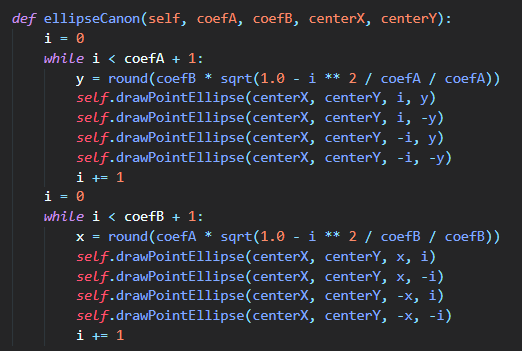 def ellipseCanon(self, coefA, coefB, centerX, centerY):
    i = 0
    while i < coefA + 1:
        y = round(coefB * sqrt(1.0 - i ** 2 / coefA / coefA))
        self.drawPointEllipse(centerX, centerY, i, y)
        self.drawPointEllipse(centerX, centerY, i, -y)
        self.drawPointEllipse(centerX, centerY, -i, y)
        self.drawPointEllipse(centerX, centerY, -i, -y)
        i += 1
    i = 0
    while i < coefB + 1:
        x = round(coefA * sqrt(1.0 - i ** 2 / coefB / coefB))
        self.drawPointEllipse(centerX, centerY, x, i)
        self.drawPointEllipse(centerX, centerY, x, -i)
        self.drawPointEllipse(centerX, centerY, -x, i)
        self.drawPointEllipse(centerX, centerY, -x, -i)
        i += 1